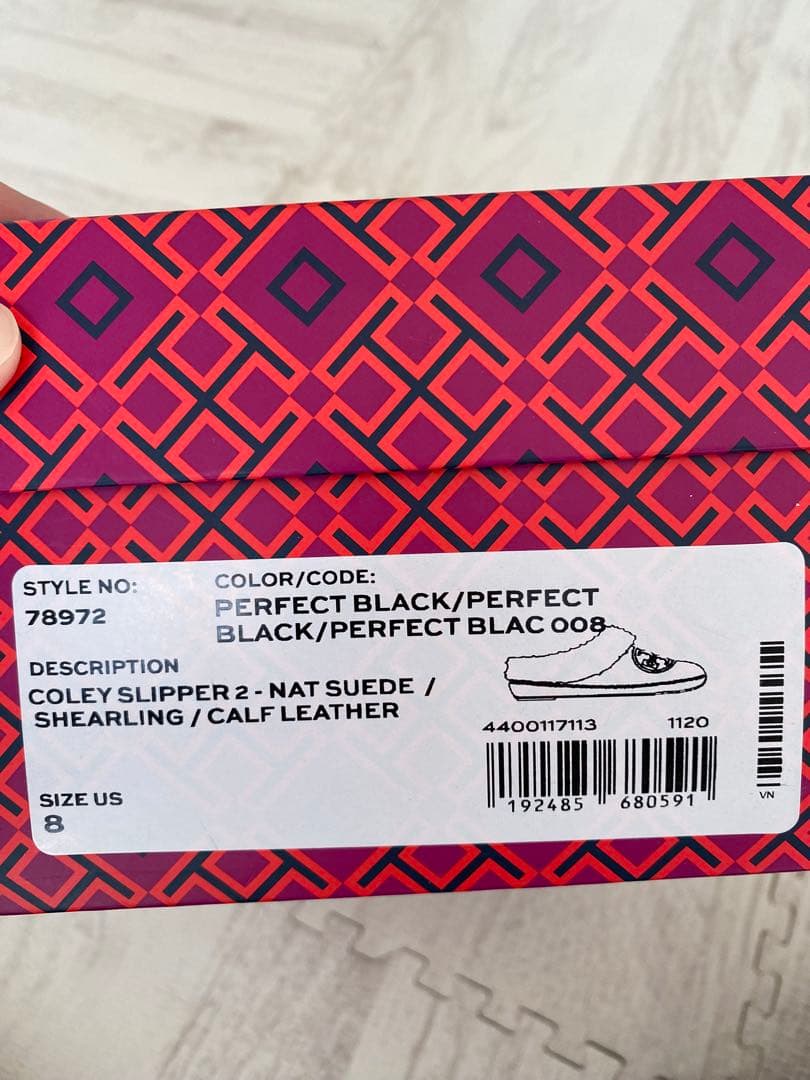 STYLE NO:
78972
COLOR/CODE:
PERFECT BLACK/PERFECT
BLACK/PERFECT BLAC 008
DESCRIPTION
COLEY SLIPPER 2 - NAT SUEDE /
SHEARLING / CALF LEATHER
4400117113 1120
192485 680591
SIZE US
8
VN